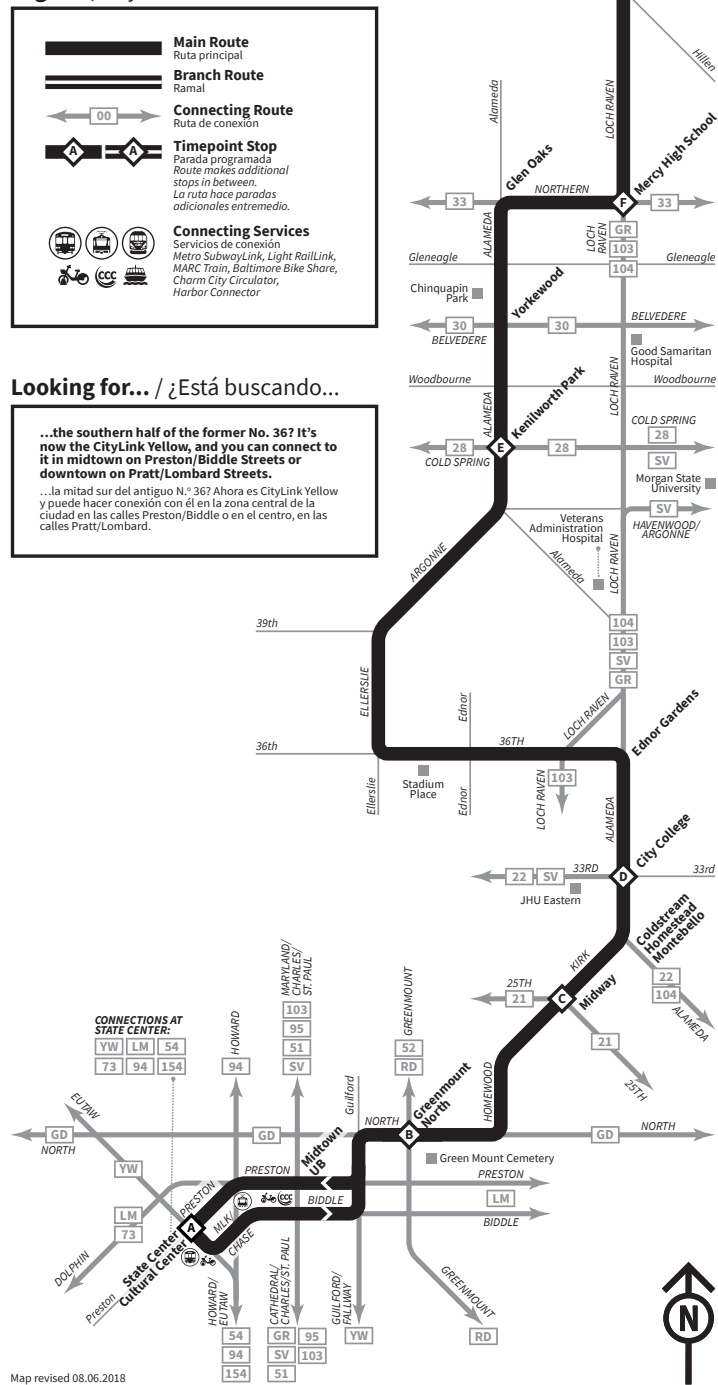 Main Route
Ruta principal
Branch Route
Ramal
00
Connecting Route
Ruta de conexión
A
A
Timepoint Stop
Parada programada
Route makes additional
stops in between.
La ruta hace paradas
adicionales entremedio.
CCC
Connecting Services
Servicios de conexión
Metro SubwayLink, Light RailLink,
MARC Train, Baltimore Bike Share,
Charm City Circulator,
Harbor Connector
Looking for... / ¿Está buscando...
...the southern half of the former No. 36? It's
now the CityLink Yellow, and you can connect to
it in midtown on Preston/Biddle Streets or
downtown on Pratt/Lombard Streets.
...la mitad sur del antiguo N.º 36? Ahora es CityLink Yellow
y puede hacer conexión con él en la zona central de la
ciudad en las calles Preston/Biddle o en el centro, en las
calles Pratt/Lombard.
Hillen
LOCH RAVEN
Alameda
Glen Oaks
Mercy High School
NORTHERN
33
F
33
ALAMEDA
LOCH
RAVEN
GR
103
104
Gleneagle
Gleneagle
Chinquapin
Park
Yorkewood
30
30
BELVEDERE
BELVEDERE
Good Samaritan
Hospital
Woodbourne
Woodbourne
LOCH RAVEN
ALAMEDA
Kenilworth Park
COLD SPRING
28
SV
28
E
28
COLD SPRING
Morgan State
University
SV
HAVENWOOD/
ARGONNE
Veterans
Administration
Hospital
LOCH RAVEN
Alameda
ARGONNE
104
103
SV
GR
39th
ELLERSLIE
Ednor
LOCH RAVEN
Ednor Gardens
36th
36TH
Stadium
Place
Ellerslie
Ednor
LOCH RAVEN
103
ALAMEDA
City College
22
SV
33RD
D
33rd
JHU Eastern
Coldstream
Homestead
Montebello
KIRK
22
104
ALAMEDA
25TH
21
C
Midway
21
25TH
MARYLAND/
CHARLES/
ST. PAUL
103
95
51
SV
GREENMOUNT
52
RD
CONNECTIONS AT
STATE CENTER:
YW
LM
54
73
94
154
HOWARD
94
Guilford
Greenmount
North
HOMEWOOD
EUTAW
GD
NORTH
GD
NORTH
B
GD
NORTH
Midtown
UB
Green Mount Cemetery
YW
PRESTON
PRESTON
PRESTON
CCC
LM
BIDDLE
BIDDLE
LM
73
A
MLK/
CHASE
State Center
Cultural Center
DOLPHIN
Preston
HOWARD/
EUTAW
54
94
154
CATHEDRAL/
CHARLES/ST. PAUL
GR
95
SV
103
51
GUILFORD/
FALLWAY
YW
GREENMOUNT
RD
N
Map revised 08.06.2018